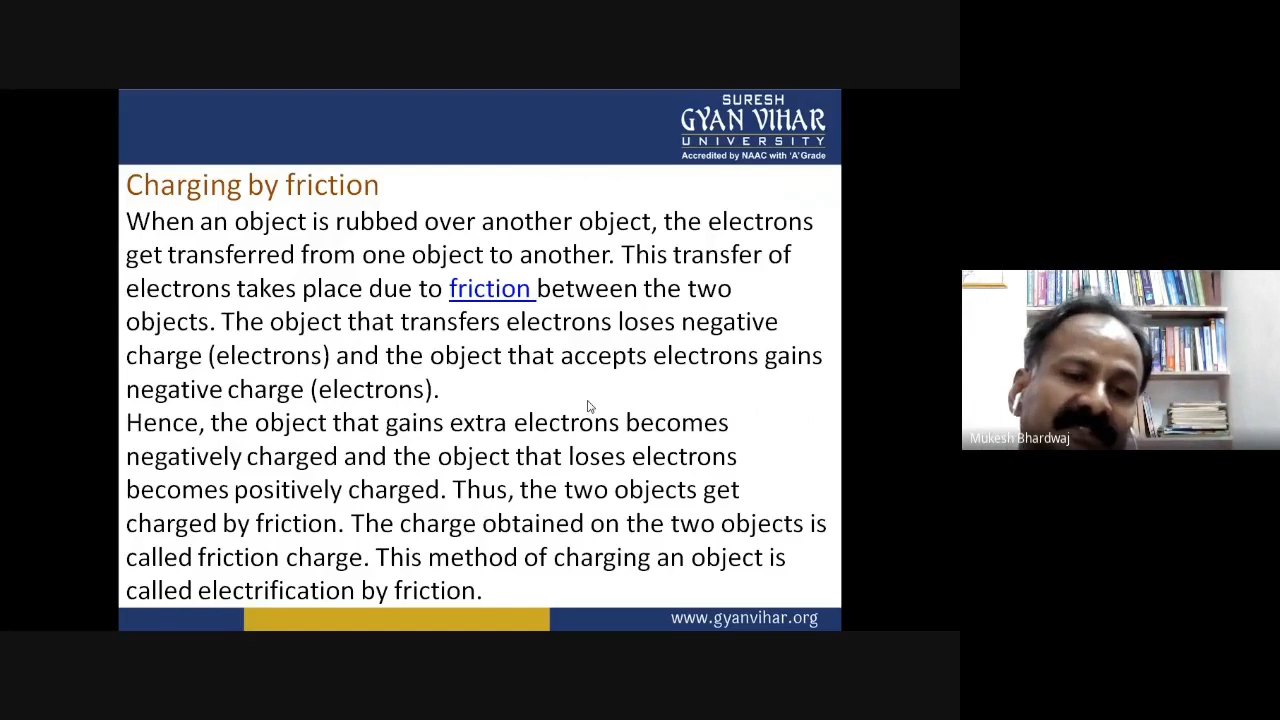 SURESH
GYAN VIHAR
UNIVERSITY
Accredited by NAAC with 'A' Grade
Charging by friction
When an object is rubbed over another object, the electrons
get transferred from one object to another. This transfer of
electrons takes place due to friction between the two
objects. The object that transfers electrons loses negative
charge (electrons) and the object that accepts electrons gains
negative charge (electrons).
Hence, the object that gains extra electrons becomes
negatively charged and the object that loses electrons
becomes positively charged. Thus, the two objects get
charged by friction. The charge obtained on the two objects is
called friction charge. This method of charging an object is
called electrification by friction.
www.gyanvihar.org
Mukesh Bhardwaj